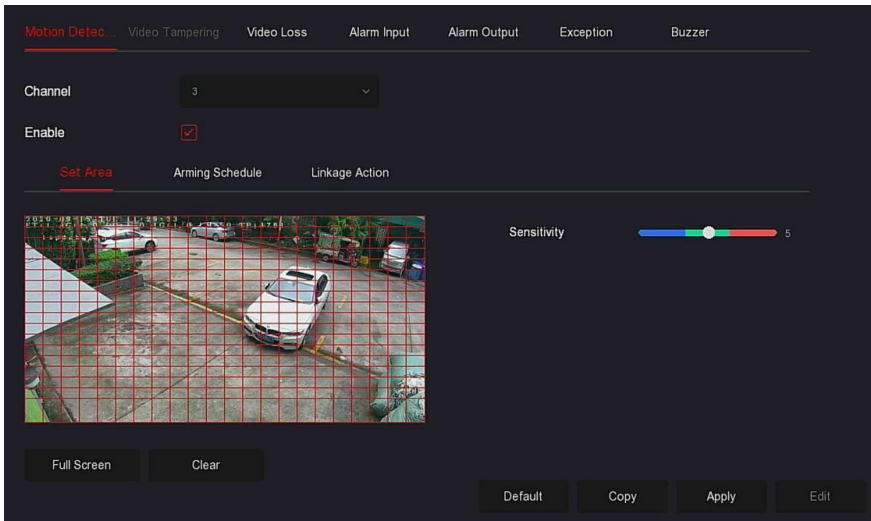 Motion Detec... Video Tampering Video Loss Alarm Input Alarm Output Exception Buzzer
Channel 3
Enable
Set Area Arming Schedule Linkage Action
Sensitivity 5
Full Screen Clear
Default Copy Apply Edit